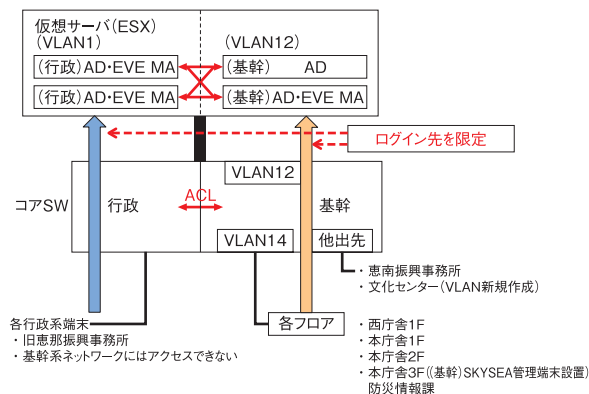 仮想サーバ(ESX)
(VLAN1)
(VLAN12)
(行政)AD・EVE MA
(基幹) AD
(行政)AD・EVE MA
(基幹)AD・EVE MA
ログイン先を限定
VLAN12
コアSW
行政
ACL
基幹
VLAN14
他出先
・恵南振興事務所
・文化センター(VLAN新規作成)
各行政系端末
・旧恵那振興事務所
・基幹系ネットワークにはアクセスできない
各フロア
・西庁舎1F
・本庁舎1F
・本庁舎2F
・本庁舎3F((基幹)SKYSEA管理端末設置)
防災情報課